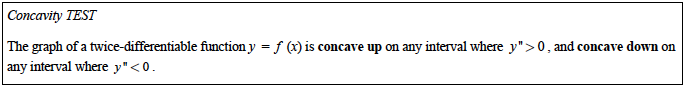 Concavity TEST
The graph of a twice-differentiable function y = f (x) is concave up on any interval where y" > 0 , and concave down on
any interval where y" < 0 .